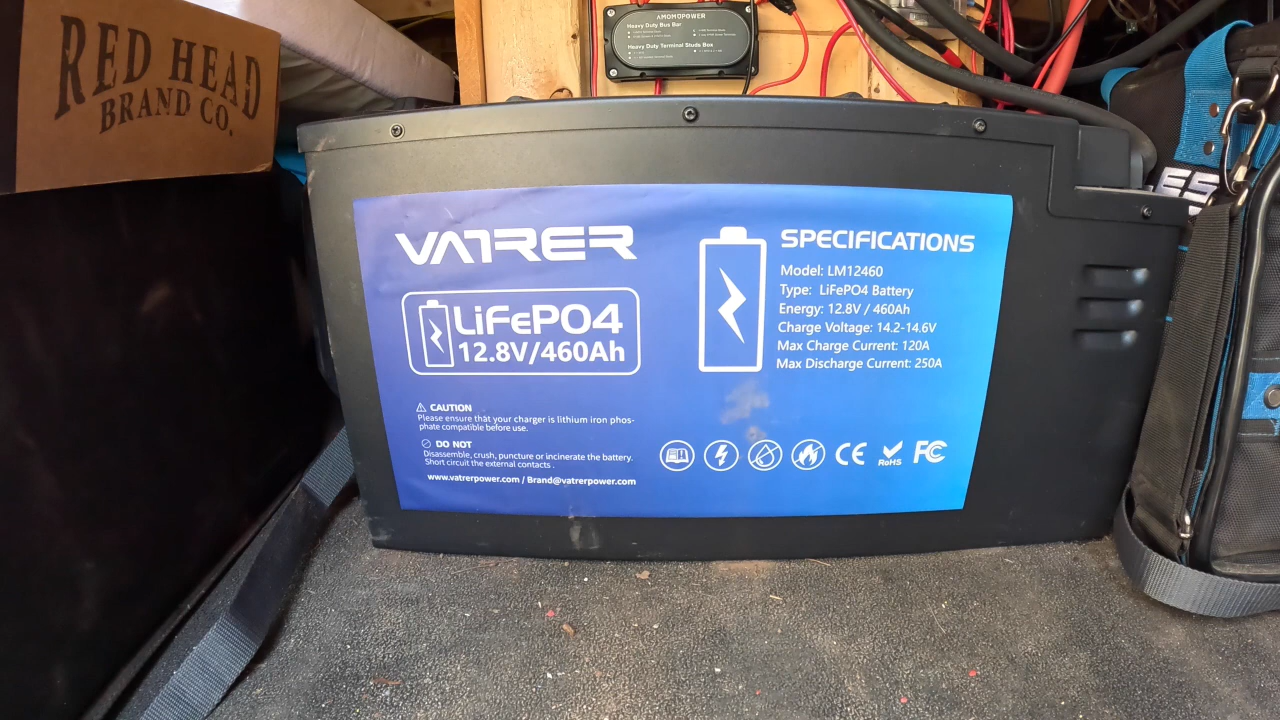 RED HEAD
BRAND CO.
AMOMOPOWER
Heavy Duty Bus Bar
Heavy Duty Terminal Studs Box
VATRER
LiFePO4
12.8V/460Ah
CAUTION
Please ensure that your charger is lithium iron phos-
phate compatible before use.
DO NOT
Disassemble, crush, puncture or incinerate the battery.
Short circuit the external contacts .
www.vatrerpower.com / Brand@vatrerpower.com
SPECIFICATIONS
Model: LM12460
Type: LiFePO4 Battery
Energy: 12.8V / 460Ah
Charge Voltage: 14.2-14.6V
Max Charge Current: 120A
Max Discharge Current: 250A
CE
RoHS
FC
ES